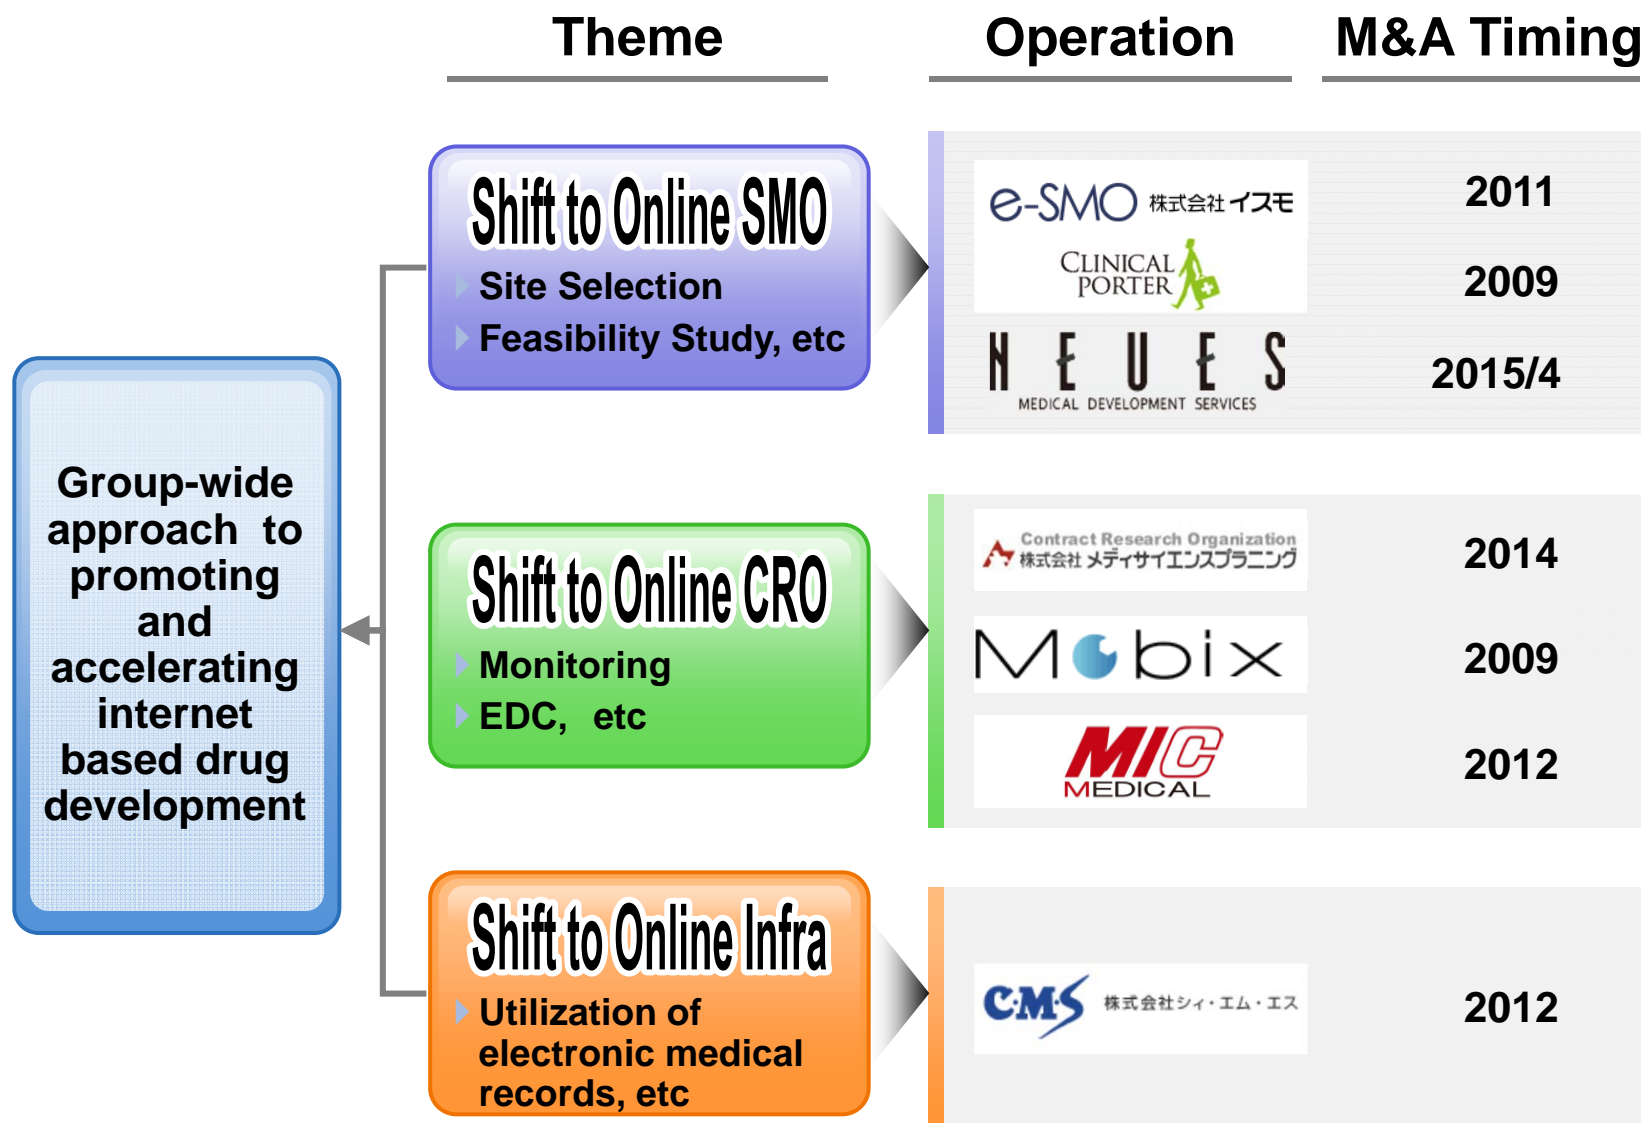 Theme Operation M&A Timing
Group-wide
approach to
promoting
and
accelerating
internet
based drug
development
Shift to Online SMO
Site Selection
Feasibility Study, etc
e-SMO 株式会社イスモ 2011
CLINICAL
PORTER 2009
NEUES 2015/4
MEDICAL DEVELOPMENT SERVICES
Shift to Online CRO
Monitoring
EDC, etc
Contract Research Organization
株式会社 メディサイエンスプラニング 2014
Mobix 2009
MIC 2012
MEDICAL
Shift to Online Infra
Utilization of
electronic medical
records, etc
C·M·S 株式会社シィ・エム・エス 2012